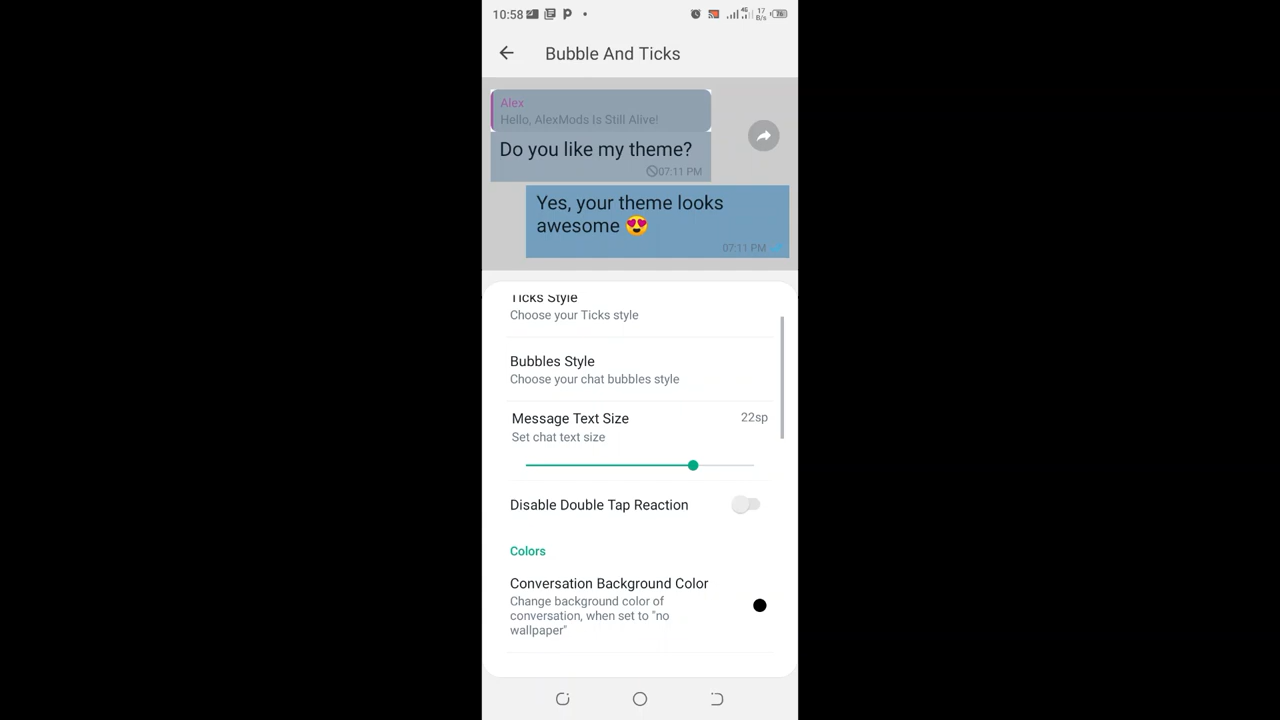 10:58
4G 17 B/s 76
Bubble And Ticks
Alex
Hello, AlexMods Is Still Alive!
Do you like my theme?
07:11 PM
Yes, your theme looks
awesome 😍
07:11 PM
Ticks Style
Choose your Ticks style
Bubbles Style
Choose your chat bubbles style
Message Text Size 22sp
Set chat text size
Disable Double Tap Reaction
Colors
Conversation Background Color
Change background color of
conversation, when set to "no
wallpaper"